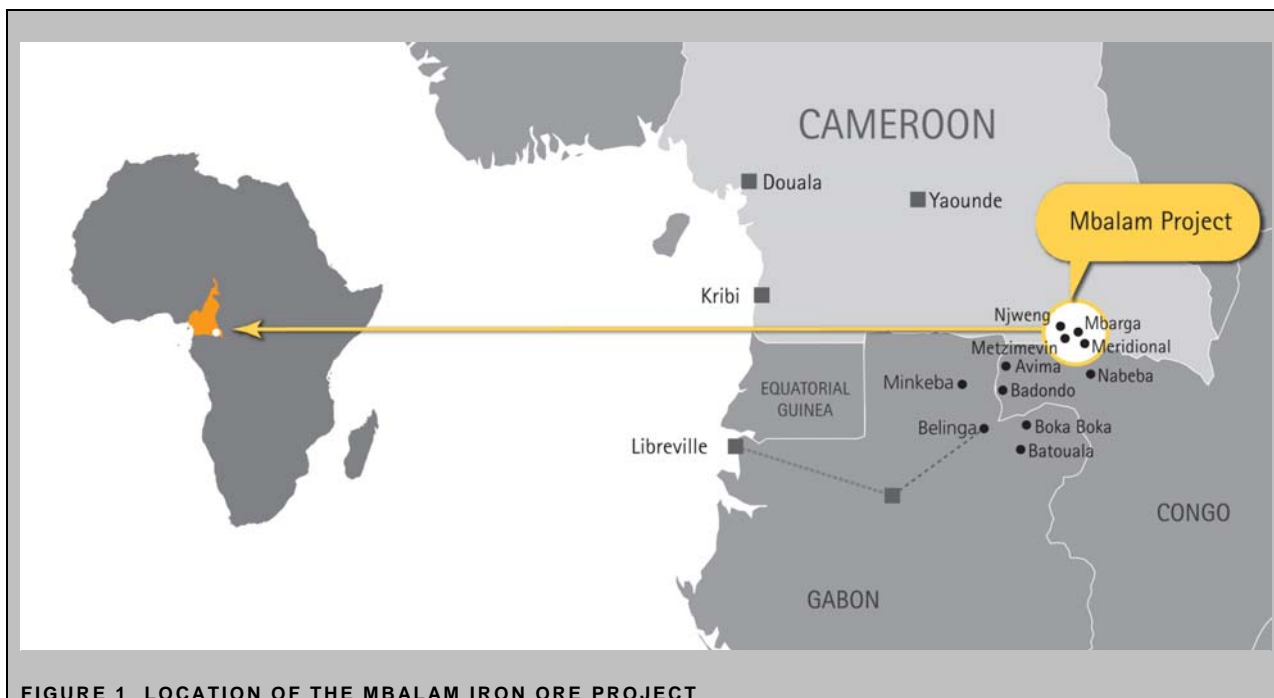 CAMEROON
Douala
Yaounde
Mbalam Project
Kribi
Njweng
Mbarga
Metzimevin
Meridional
Avima
Nabeba
Minkeba
Badondo
EQUATORIAL
GUINEA
Belinga
Boka Boka
Libreville
Batouala
CONGO
GABON
FIGURE 1 LOCATION OF THE MBALAM IRON ORE PROJECT